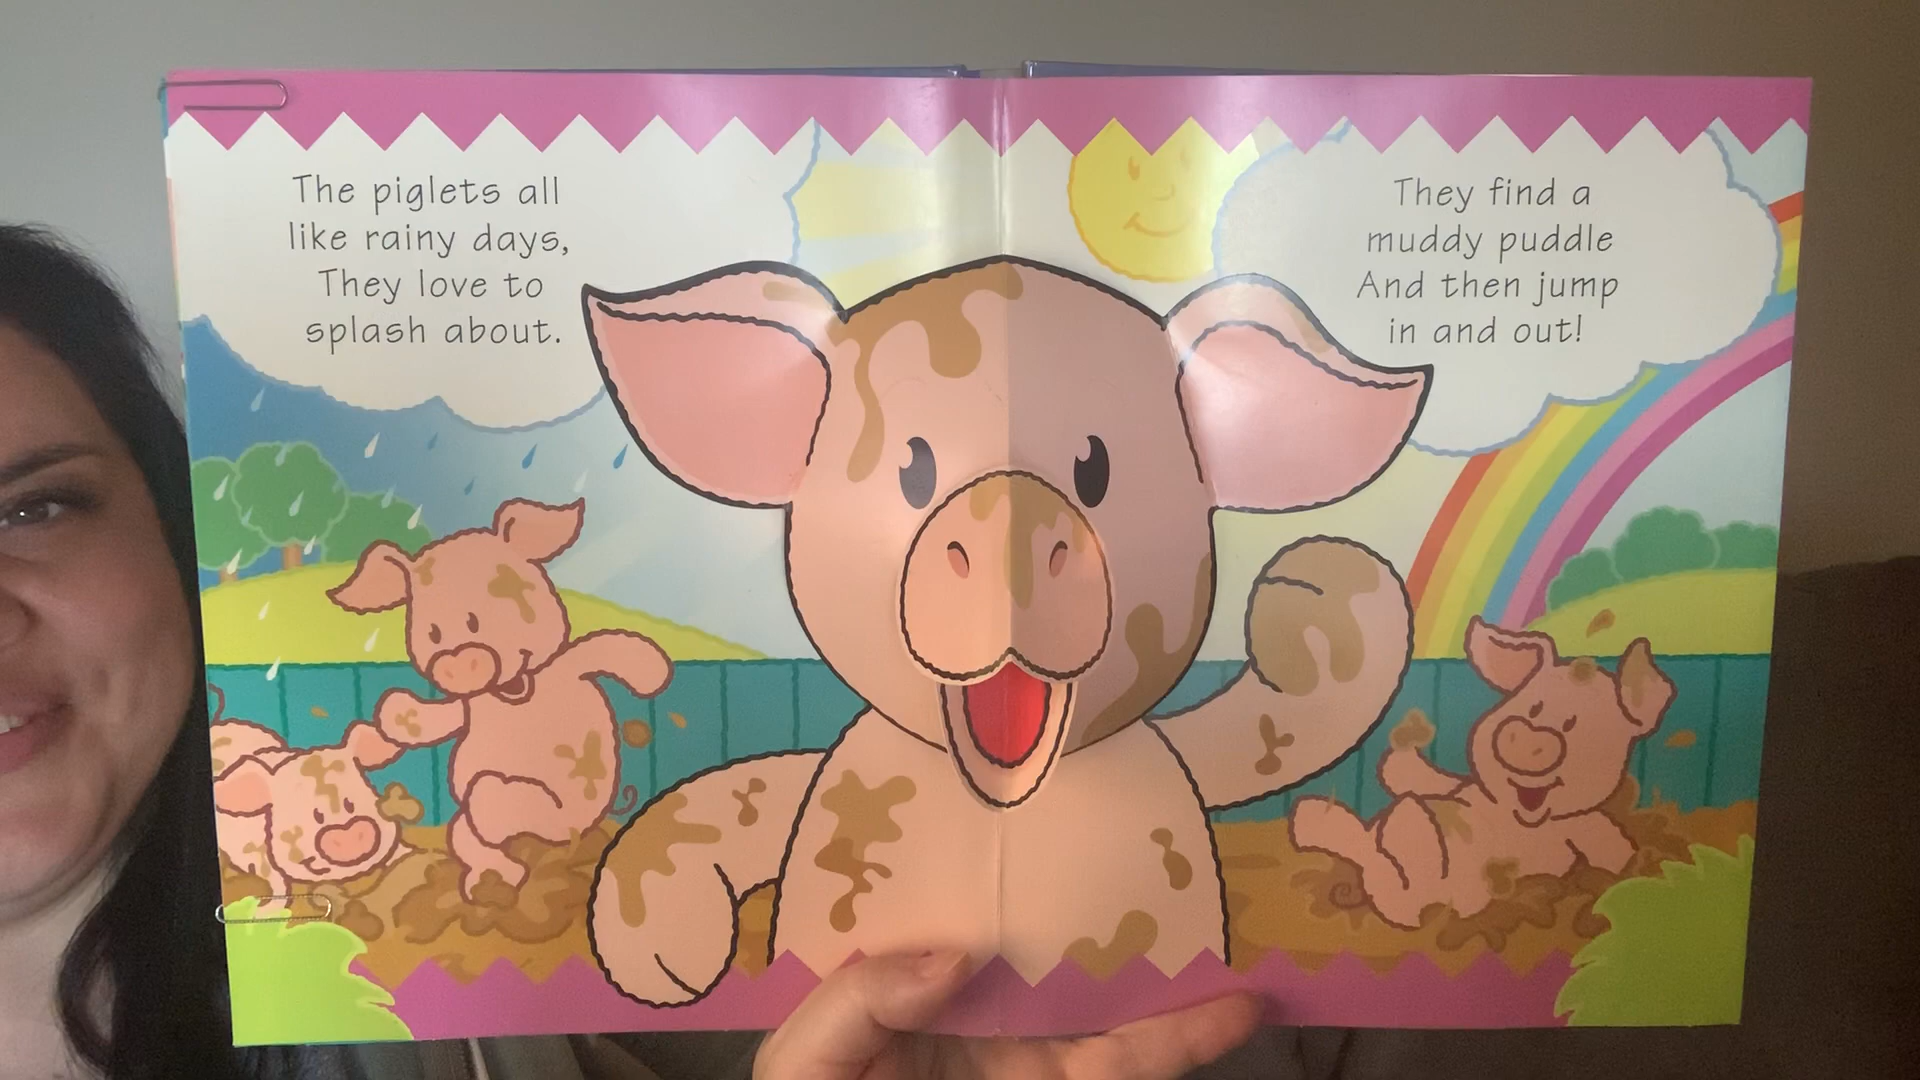 The piglets all
like rainy days,
They love to
splash about.
They find a
muddy puddle
And then jump
in and out!